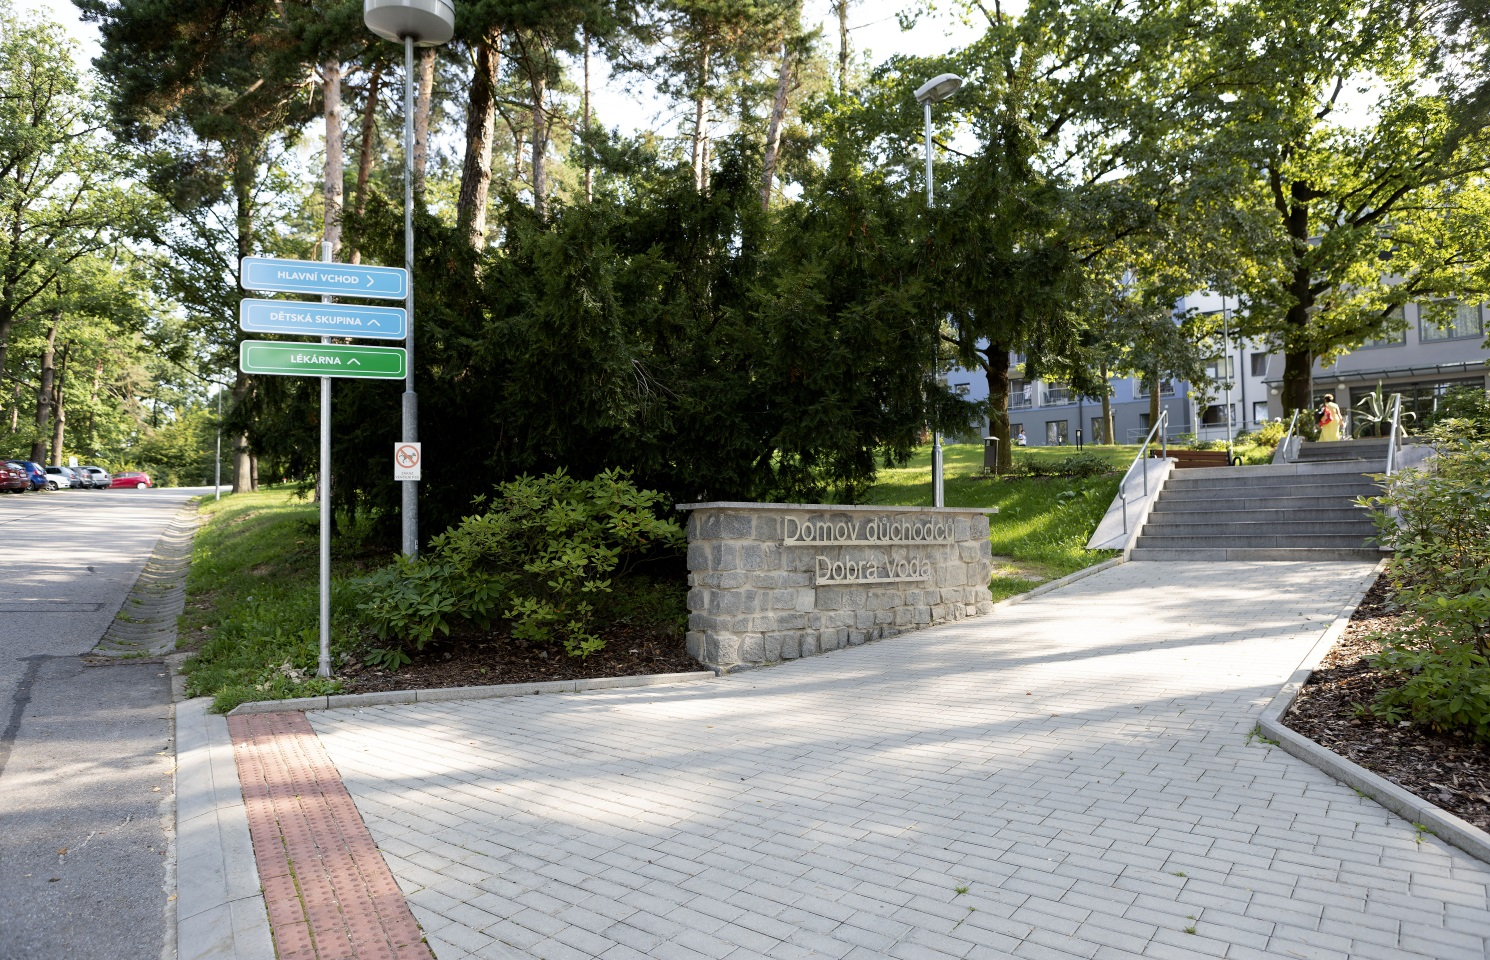 HLAVNÍ VCHOD
DĚTSKÁ SKUPINA
LÉKÁRNA
Domov důchodců
Dobrá Voda